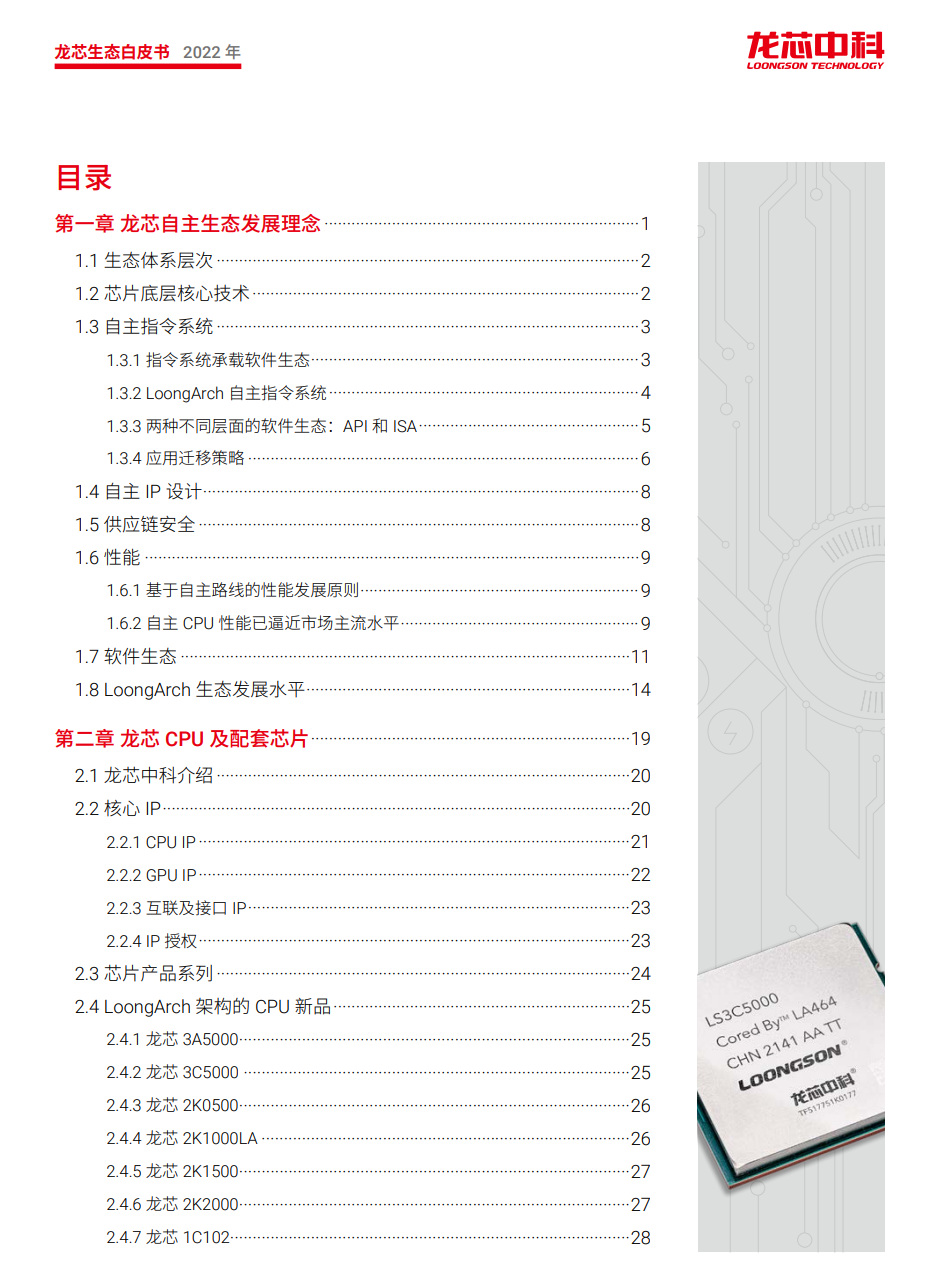 龙芯生态白皮书 2022 年
龙芯中科
LOONGSON TECHNOLOGY
目录
第一章 龙芯自主生态发展理念 1
1.1 生态体系层次 2
1.2 芯片底层核心技术 2
1.3 自主指令系统 3
1.3.1 指令系统承载软件生态 3
1.3.2 LoongArch 自主指令系统 4
1.3.3 两种不同层面的软件生态：API 和 ISA 5
1.3.4 应用迁移策略 6
1.4 自主 IP 设计 8
1.5 供应链安全 8
1.6 性能 9
1.6.1 基于自主路线的性能发展原则 9
1.6.2 自主 CPU 性能已逼近市场主流水平 9
1.7 软件生态 11
1.8 LoongArch 生态发展水平 14
第二章 龙芯 CPU 及配套芯片 19
2.1 龙芯中科介绍 20
2.2 核心 IP 20
2.2.1 CPU IP 21
2.2.2 GPU IP 22
2.2.3 互联及接口 IP 23
2.2.4 IP 授权 23
2.3 芯片产品系列 24
2.4 LoongArch 架构的 CPU 新品 25
2.4.1 龙芯 3A5000 25
2.4.2 龙芯 3C5000 25
2.4.3 龙芯 2K0500 26
2.4.4 龙芯 2K1000LA 26
2.4.5 龙芯 2K1500 27
2.4.6 龙芯 2K2000 27
2.4.7 龙芯 1C102 28
LS3C5000
Cored By™ LA464
CHN 2141 AA TT
LOONGSON®
龙芯中科®
TFS17751K0177